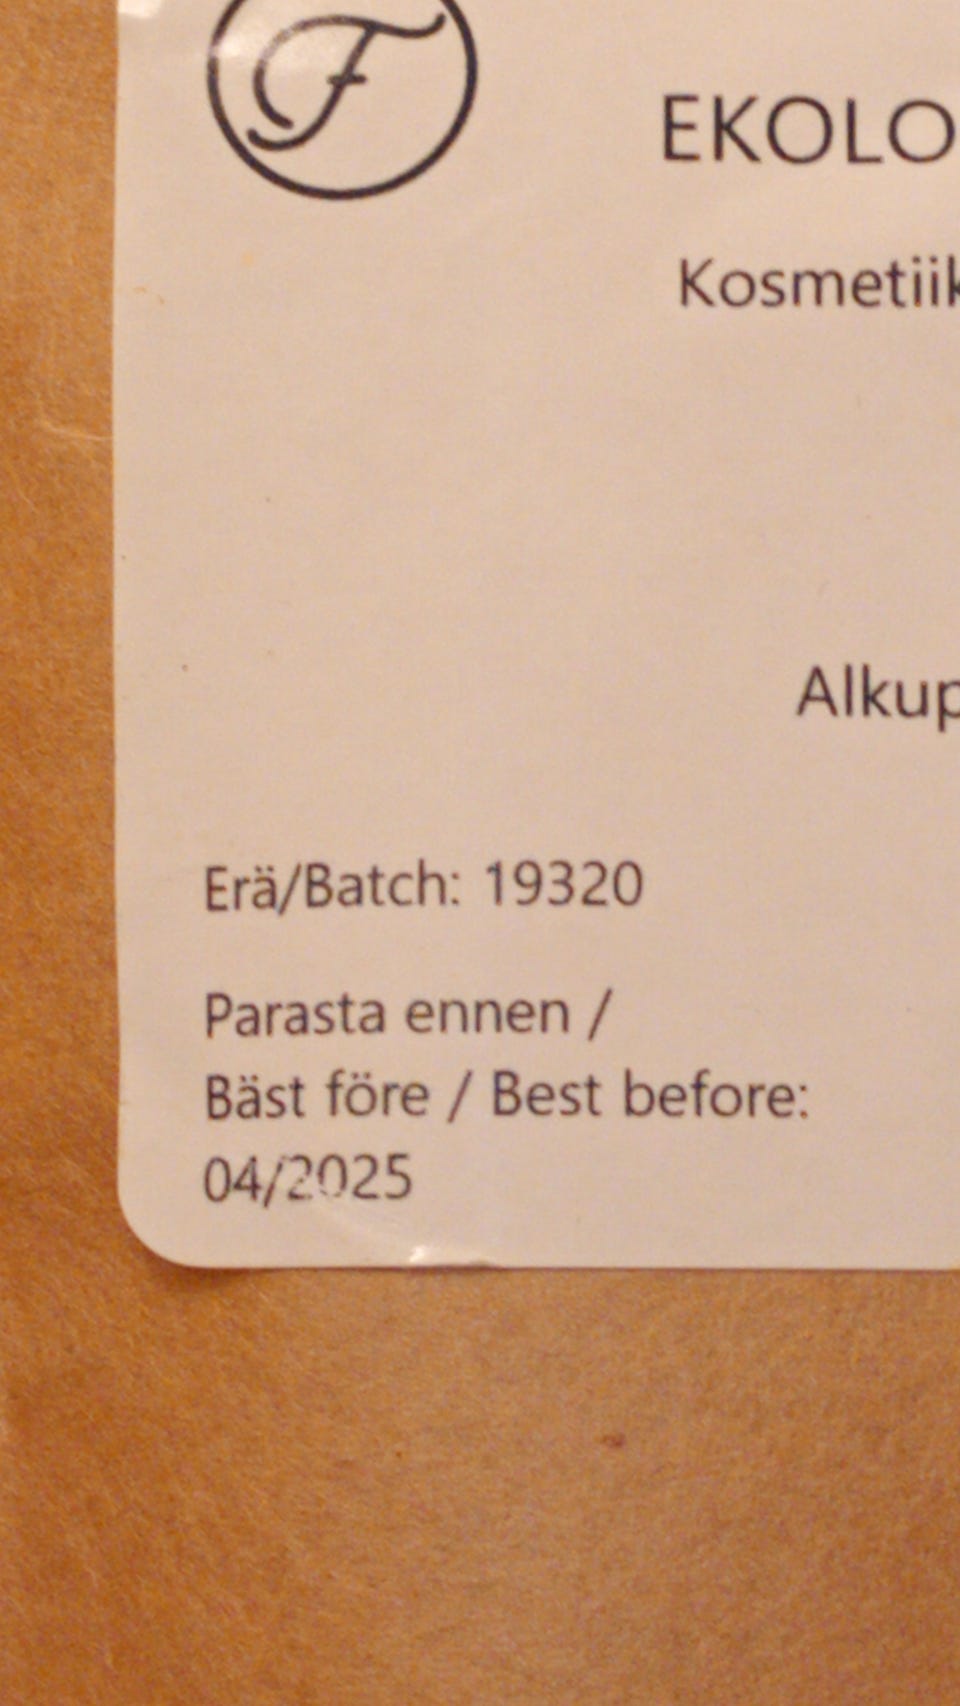 F
EKOLO
Kosmetiik
Alkup
Erä/Batch: 19320
Parasta ennen /
Bäst före / Best before:
04/2025